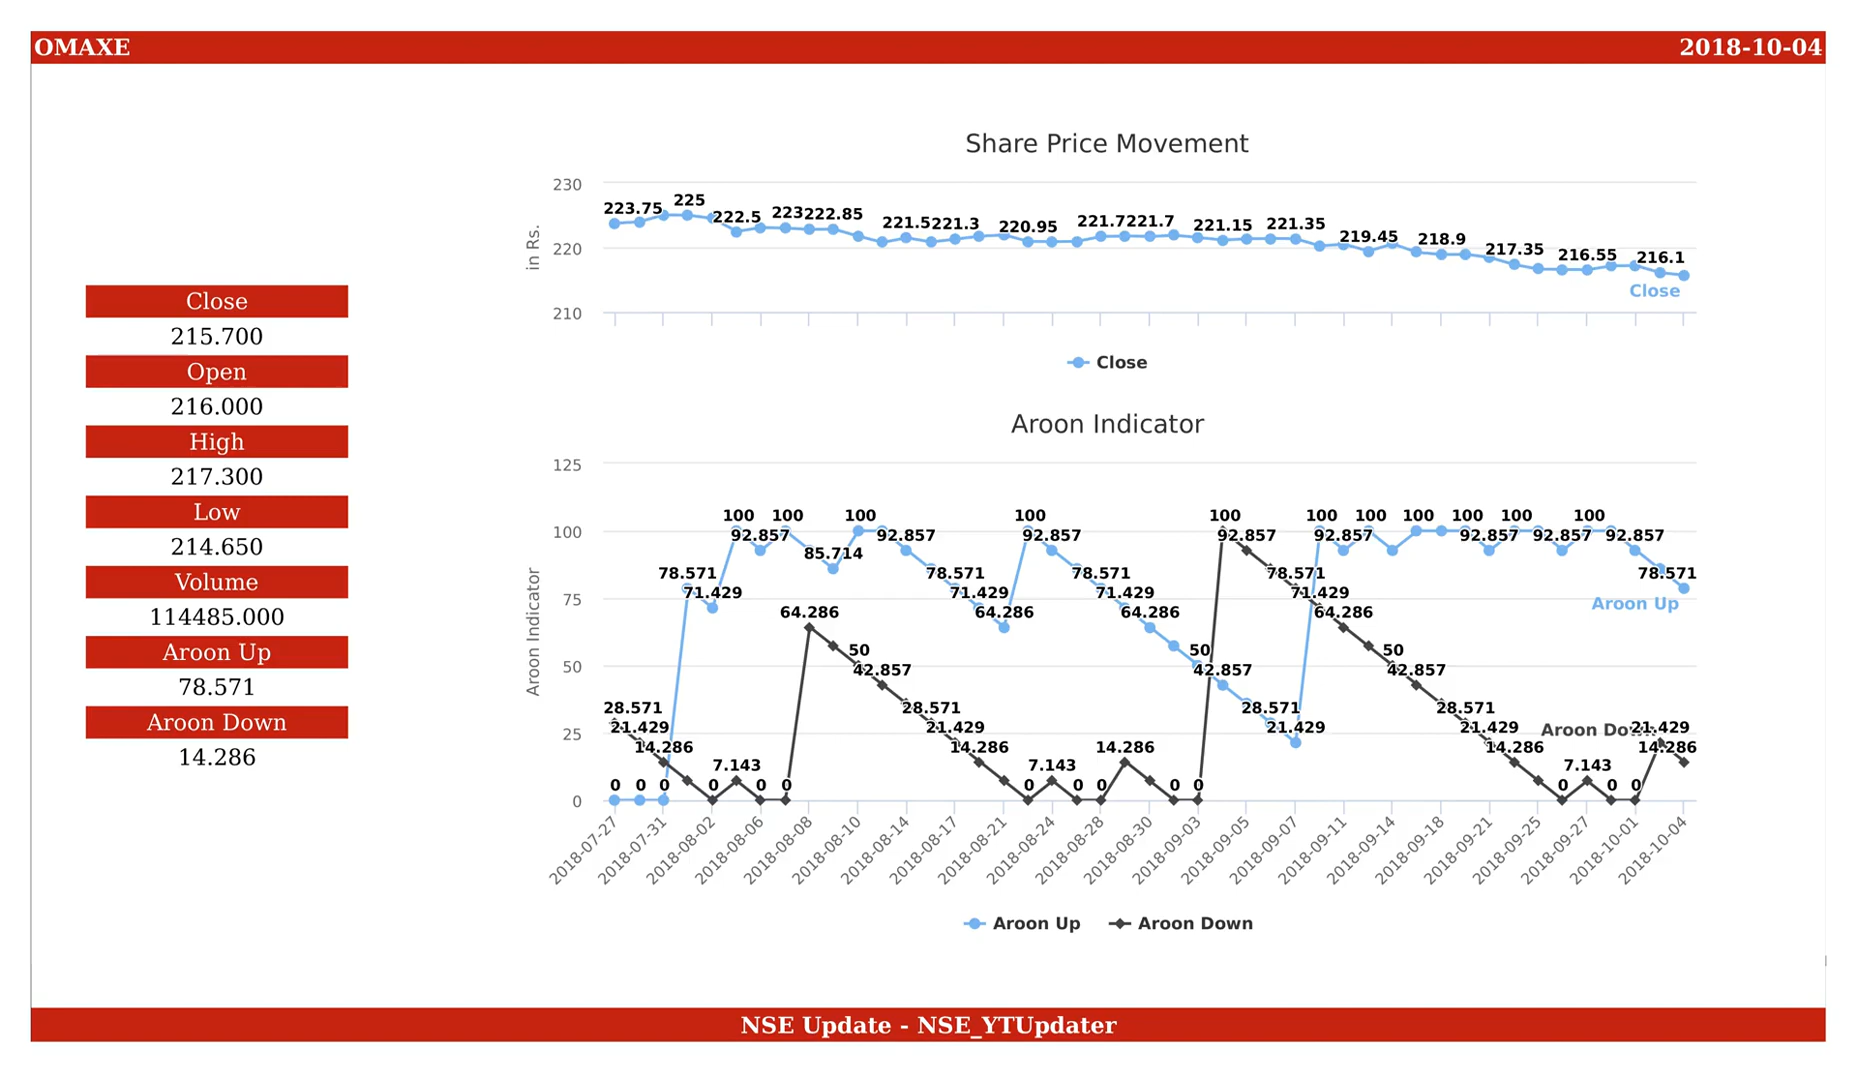 OMAXE 2018-10-04
Close
215.700
Open
216.000
High
217.300
Low
214.650
Volume
114485.000
Aroon Up
78.571
Aroon Down
14.286
Share Price Movement
in Rs.
230
220
210
223.75 225 222.5 223 222.85 221.5 221.3 220.95 221.7 221.7 221.15 221.35 219.45 218.9 217.35 216.55 216.1
Close
Close
Aroon Indicator
Aroon Indicator
125
100
75
50
25
0
100 100 100 100 100 100 100 100 100 100 100
92.857 92.857 92.857 92.857 92.857 92.857 92.857 92.857
85.714
78.571 78.571 78.571 78.571 78.571
71.429 71.429 71.429 71.429
Aroon Up
64.286 64.286 64.286 64.286
50 50 50
42.857 42.857 42.857
28.571 28.571 28.571 28.571
21.429 21.429 21.429 21.429 Aroon Down 21.429
14.286 14.286 14.286 14.286 14.286
7.143 7.143 7.143
0 0 0 0 0 0 0 0 0 0 0 0 0 0
2018-07-27 2018-07-31 2018-08-02 2018-08-06 2018-08-08 2018-08-10 2018-08-14 2018-08-17 2018-08-21 2018-08-24 2018-08-28 2018-08-30 2018-09-03 2018-09-05 2018-09-07 2018-09-11 2018-09-14 2018-09-18 2018-09-21 2018-09-25 2018-09-27 2018-10-01 2018-10-04
Aroon Up Aroon Down
NSE Update - NSE_YTUpdater